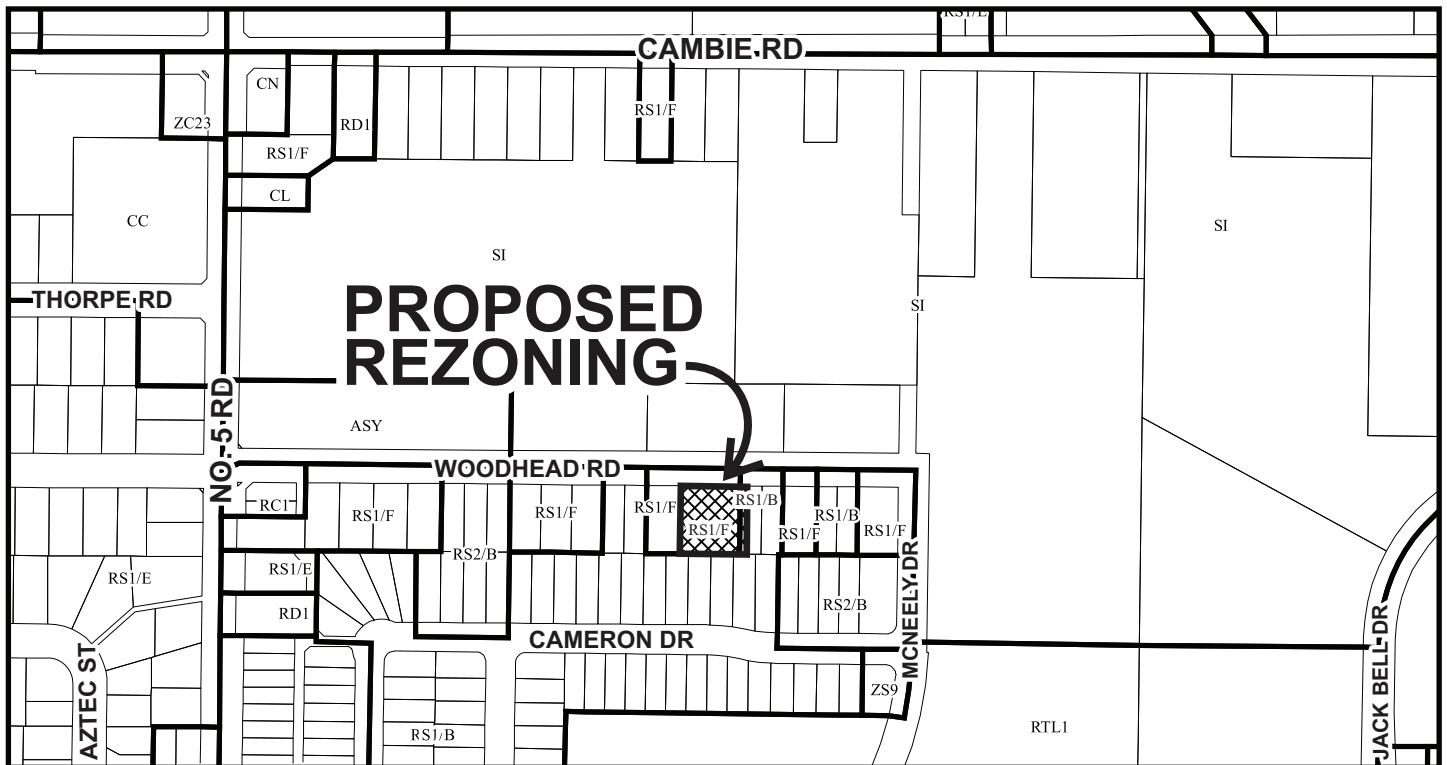 RS1/E
CAMBIE RD
CN
RS1/F
ZC23
RD1
RS1/F
CL
CC
SI
SI
THORPE RD
SI
PROPOSED
REZONING
NO. 5 RD
ASY
WOODHEAD RD
RC1
RS1/F
RS2/B
RS1/F
RS1/F
RS1/F
RS1/B
RS1/F
RS1/B
RS1/F
RS1/E
RS1/E
RD1
RS2/B
MCNEELY DR
CAMERON DR
AZTEC ST
ZS9
RS1/B
RTL1
JACK BELL DR